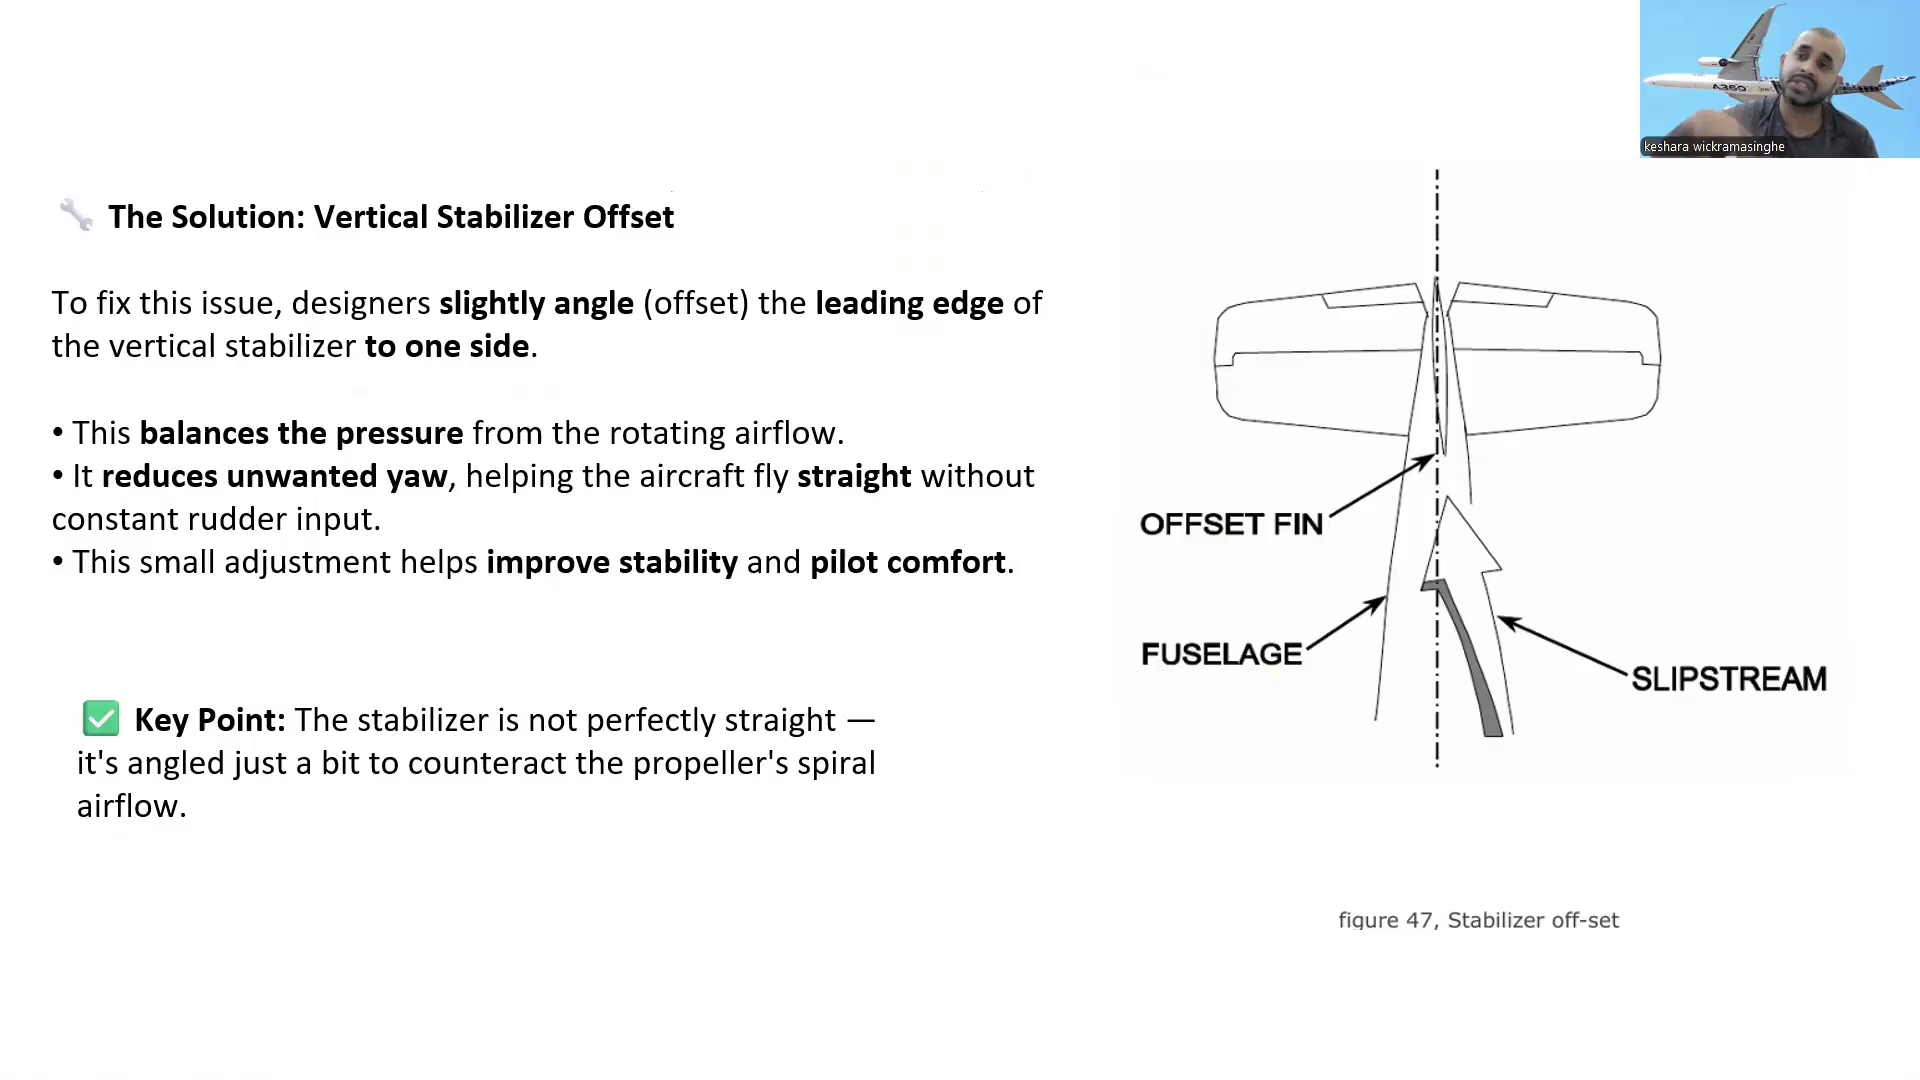 A350
keshara wickramasinghe
🔧 The Solution: Vertical Stabilizer Offset
To fix this issue, designers slightly angle (offset) the leading edge of
the vertical stabilizer to one side.
• This balances the pressure from the rotating airflow.
• It reduces unwanted yaw, helping the aircraft fly straight without
constant rudder input.
• This small adjustment helps improve stability and pilot comfort.
✅ Key Point: The stabilizer is not perfectly straight —
it's angled just a bit to counteract the propeller's spiral
airflow.
OFFSET FIN
FUSELAGE
SLIPSTREAM
figure 47, Stabilizer off-set